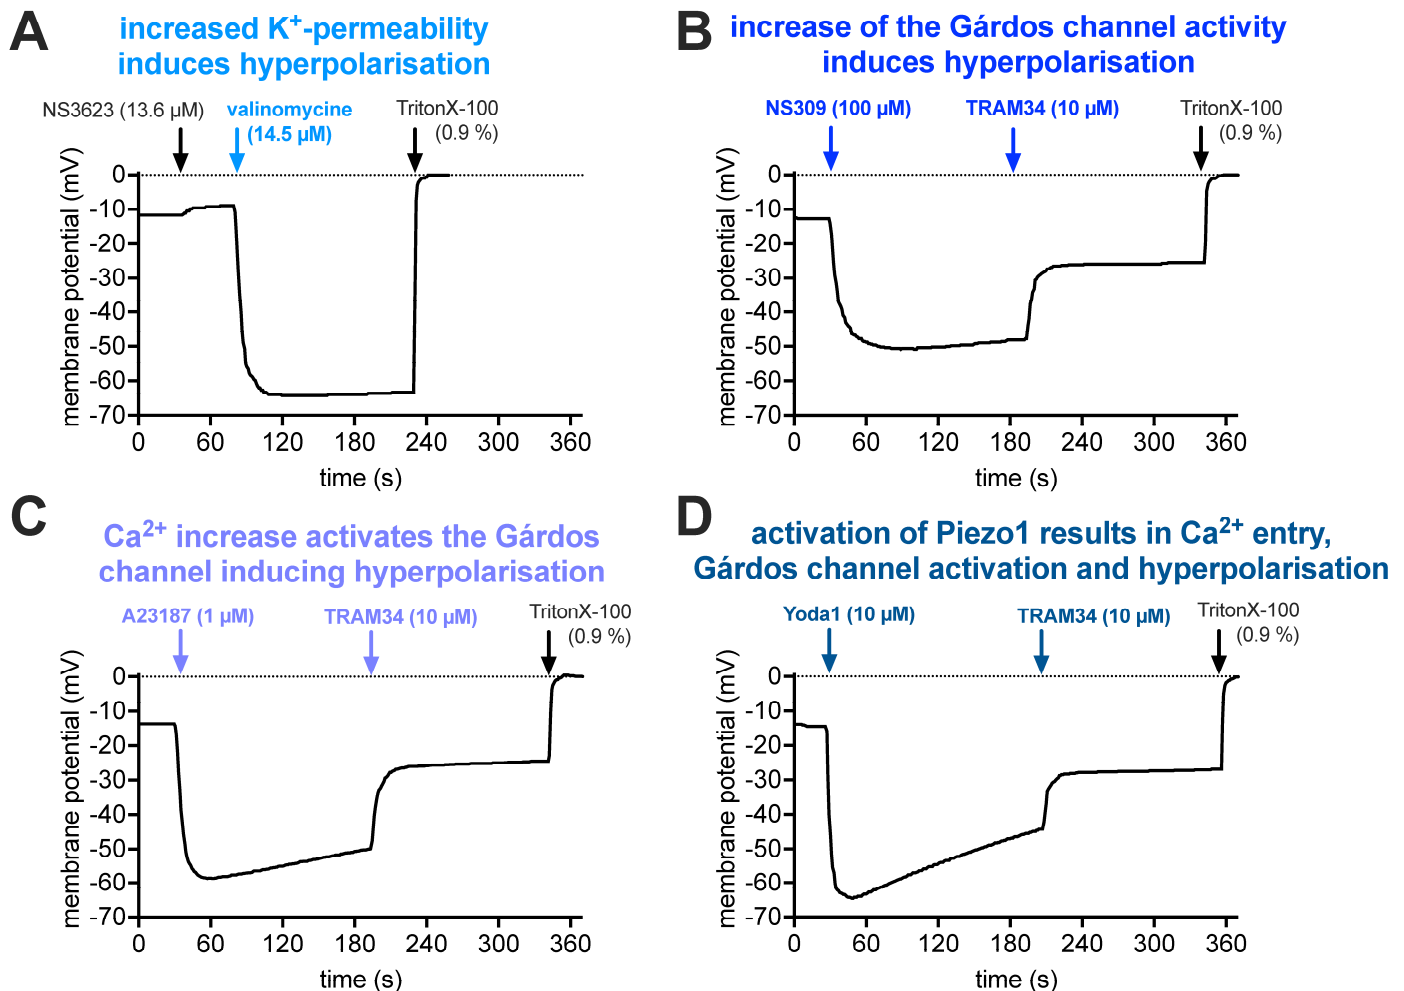 A
increased K⁺-permeability
induces hyperpolarisation
NS3623 (13.6 µM)
valinomycine
(14.5 µM)
TritonX-100
(0.9 %)
membrane potential (mV)
0
-10
-20
-30
-40
-50
-60
-70
0 60 120 180 240 300 360
time (s)
B
increase of the Gárdos channel activity
induces hyperpolarisation
NS309 (100 µM)
TRAM34 (10 µM)
TritonX-100
(0.9 %)
membrane potential (mV)
0
-10
-20
-30
-40
-50
-60
-70
0 60 120 180 240 300 360
time (s)
C
Ca²⁺ increase activates the Gárdos
channel inducing hyperpolarisation
A23187 (1 µM)
TRAM34 (10 µM)
TritonX-100
(0.9 %)
membrane potential (mV)
0
-10
-20
-30
-40
-50
-60
-70
0 60 120 180 240 300 360
time (s)
D
activation of Piezo1 results in Ca²⁺ entry,
Gárdos channel activation and hyperpolarisation
Yoda1 (10 µM)
TRAM34 (10 µM)
TritonX-100
(0.9 %)
membrane potential (mV)
0
-10
-20
-30
-40
-50
-60
-70
0 60 120 180 240 300 360
time (s)